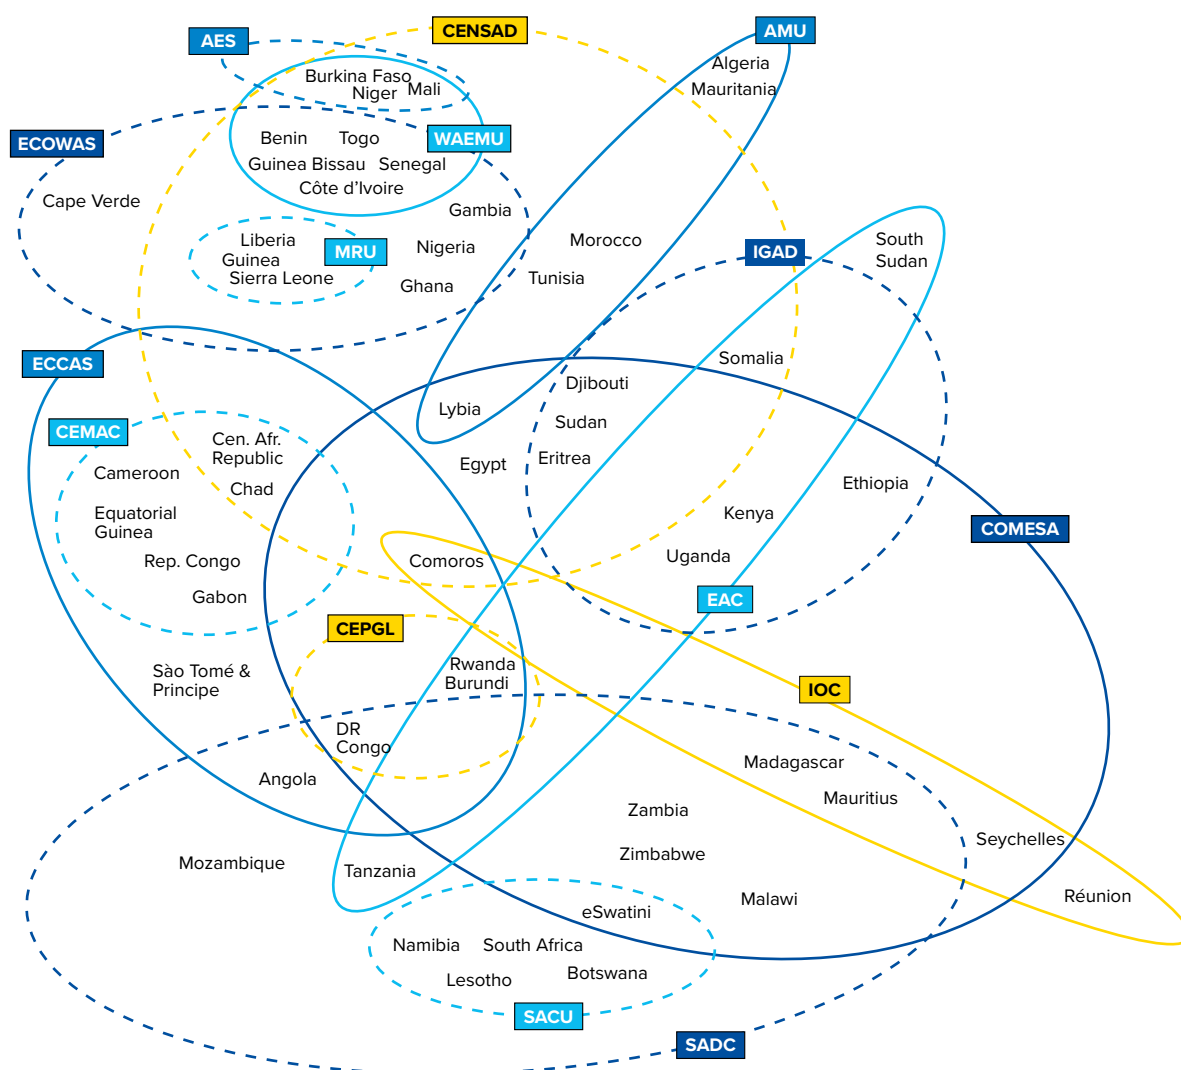 CENSAD
AMU
AES
Algeria
Burkina Faso
Niger
Mali
Mauritania
ECOWAS
Benin
Togo
WAEMU
Guinea Bissau
Senegal
Côte d’Ivoire
Cape Verde
Gambia
Liberia
MRU
Nigeria
Morocco
IGAD
South
Sudan
Guinea
Sierra Leone
Ghana
Tunisia
ECCAS
Somalia
Djibouti
Lybia
Sudan
CEMAC
Cen. Afr.
Republic
Egypt
Eritrea
Cameroon
Chad
Ethiopia
Equatorial
Guinea
Kenya
COMESA
Rep. Congo
Comoros
Uganda
Gabon
EAC
CEPGL
Sào Tomé &
Principe
Rwanda
Burundi
IOC
DR
Congo
Angola
Madagascar
Mauritius
Zambia
Seychelles
Mozambique
Tanzania
Zimbabwe
Malawi
Réunion
eSwatini
Namibia
South Africa
Lesotho
Botswana
SACU
SADC